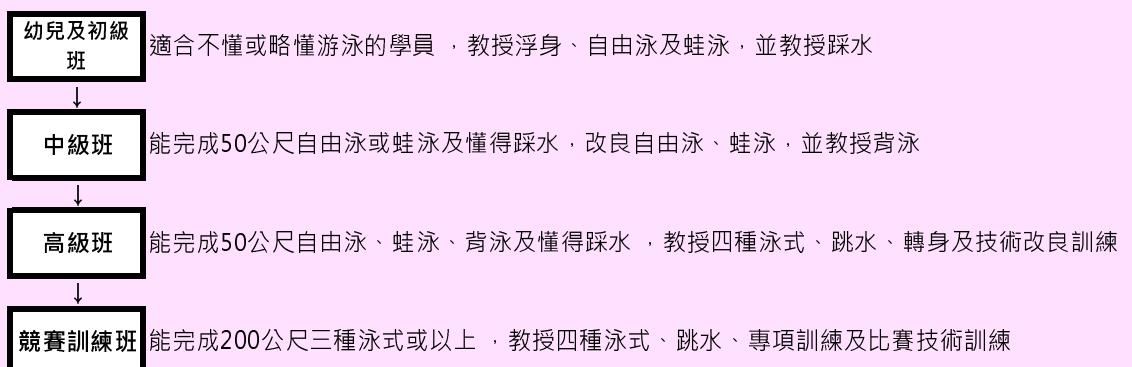 幼兒及初級
班
適合不懂或略懂游泳的學員 ，教授浮身、自由泳及蛙泳，並教授踩水
↓
中級班
能完成50公尺自由泳或蛙泳及懂得踩水，改良自由泳、蛙泳，並教授背泳
↓
高級班
能完成50公尺自由泳、蛙泳、背泳及懂得踩水 ，教授四種泳式、跳水、轉身及技術改良訓練
↓
競賽訓練班
能完成200公尺三種泳式或以上 ，教授四種泳式、跳水、專項訓練及比賽技術訓練